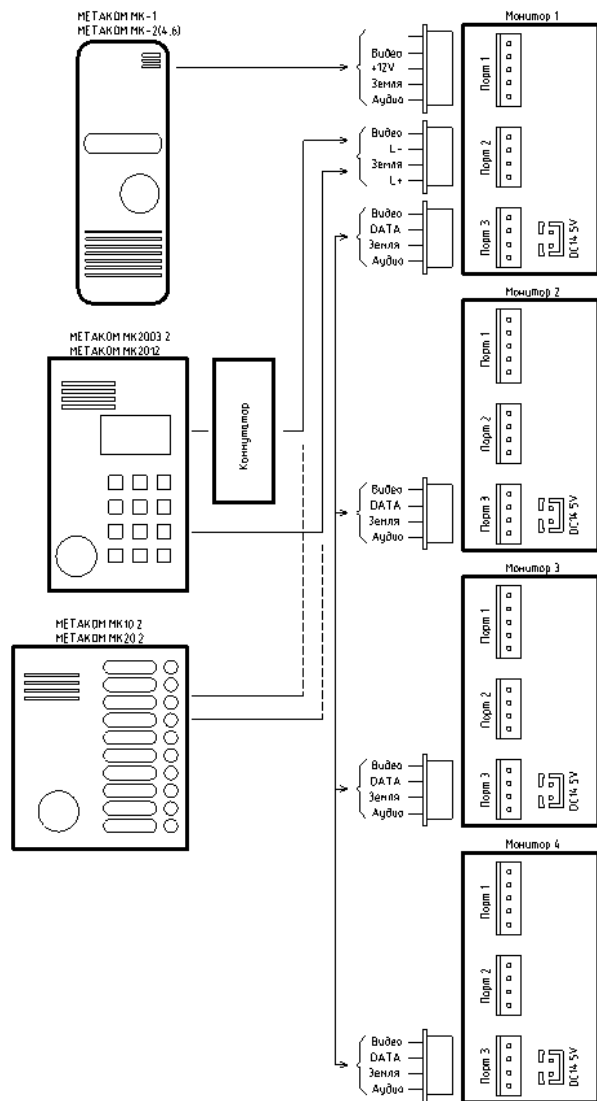 МЕТАКОМ МК-1
МЕТАКОМ МК-2(4,6)
Монитор 1
Видео
+12V
Земля
Аудио
Порт 1
Видео
L-
Земля
L+
Порт 2
Видео
DATA
Земля
Аудио
Порт 3
DC14.5V
МЕТАКОМ МК2003.2
МЕТАКОМ МК2012
Коммутатор
Монитор 2
Порт 1
Порт 2
Видео
DATA
Земля
Аудио
Порт 3
DC14.5V
МЕТАКОМ МК10.2
МЕТАКОМ МК20.2
Монитор 3
Порт 1
Порт 2
Видео
DATA
Земля
Аудио
Порт 3
DC14.5V
Монитор 4
Порт 1
Порт 2
Видео
DATA
Земля
Аудио
Порт 3
DC14.5V